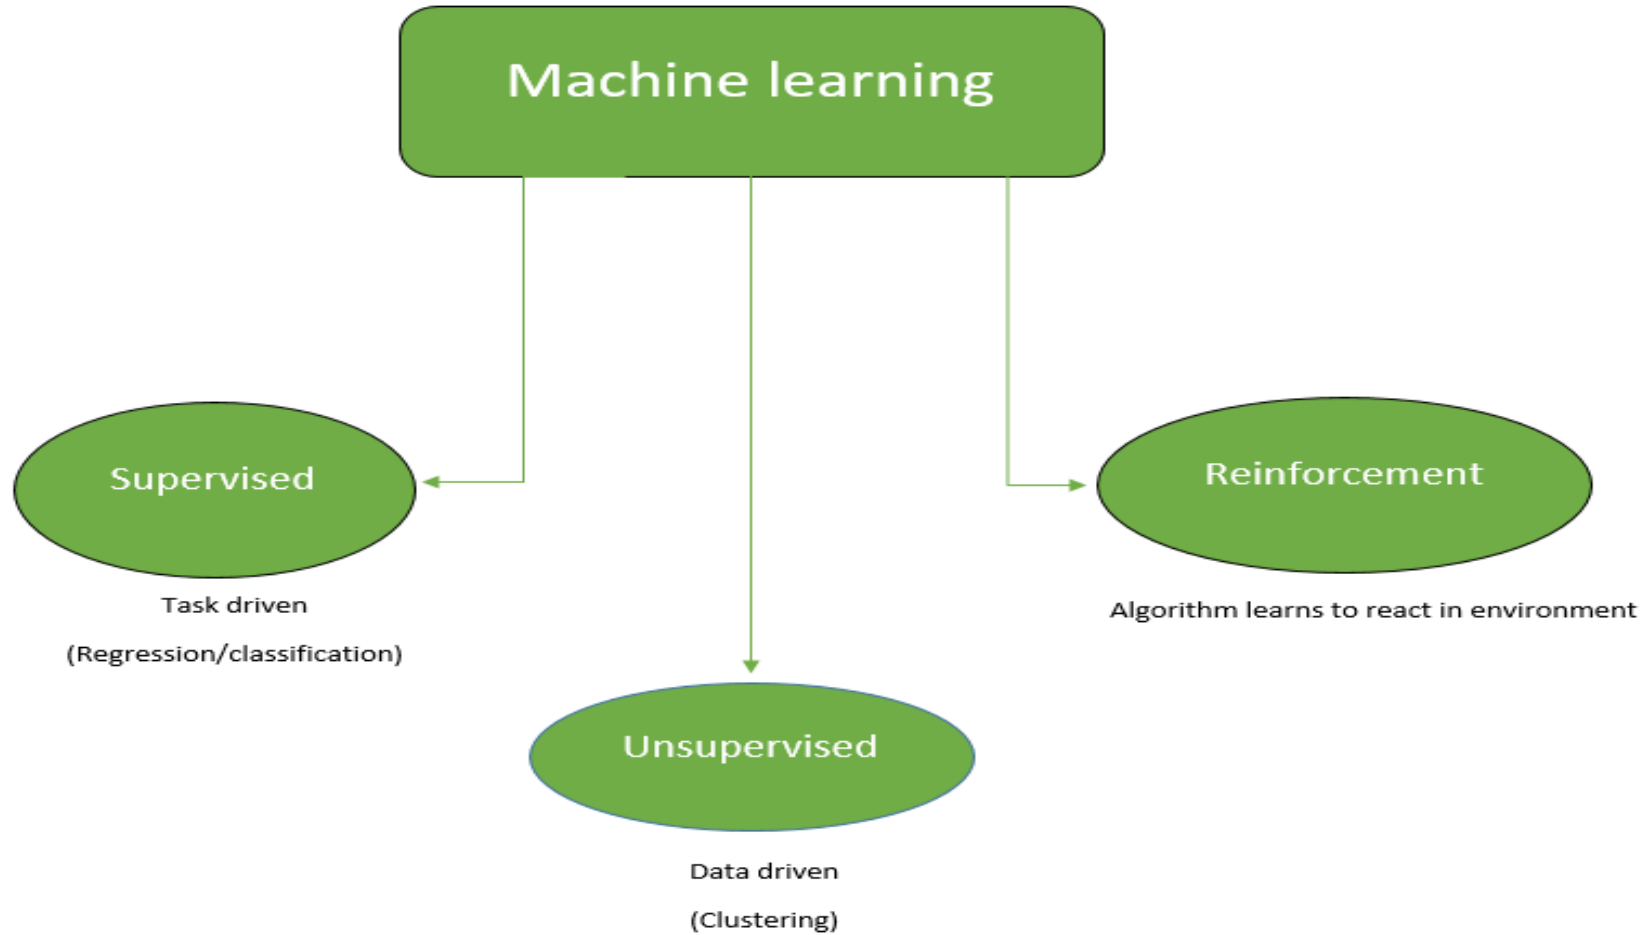 Machine learning
Supervised
Task driven
(Regression/classification)
Unsupervised
Data driven
(Clustering)
Reinforcement
Algorithm learns to react in environment